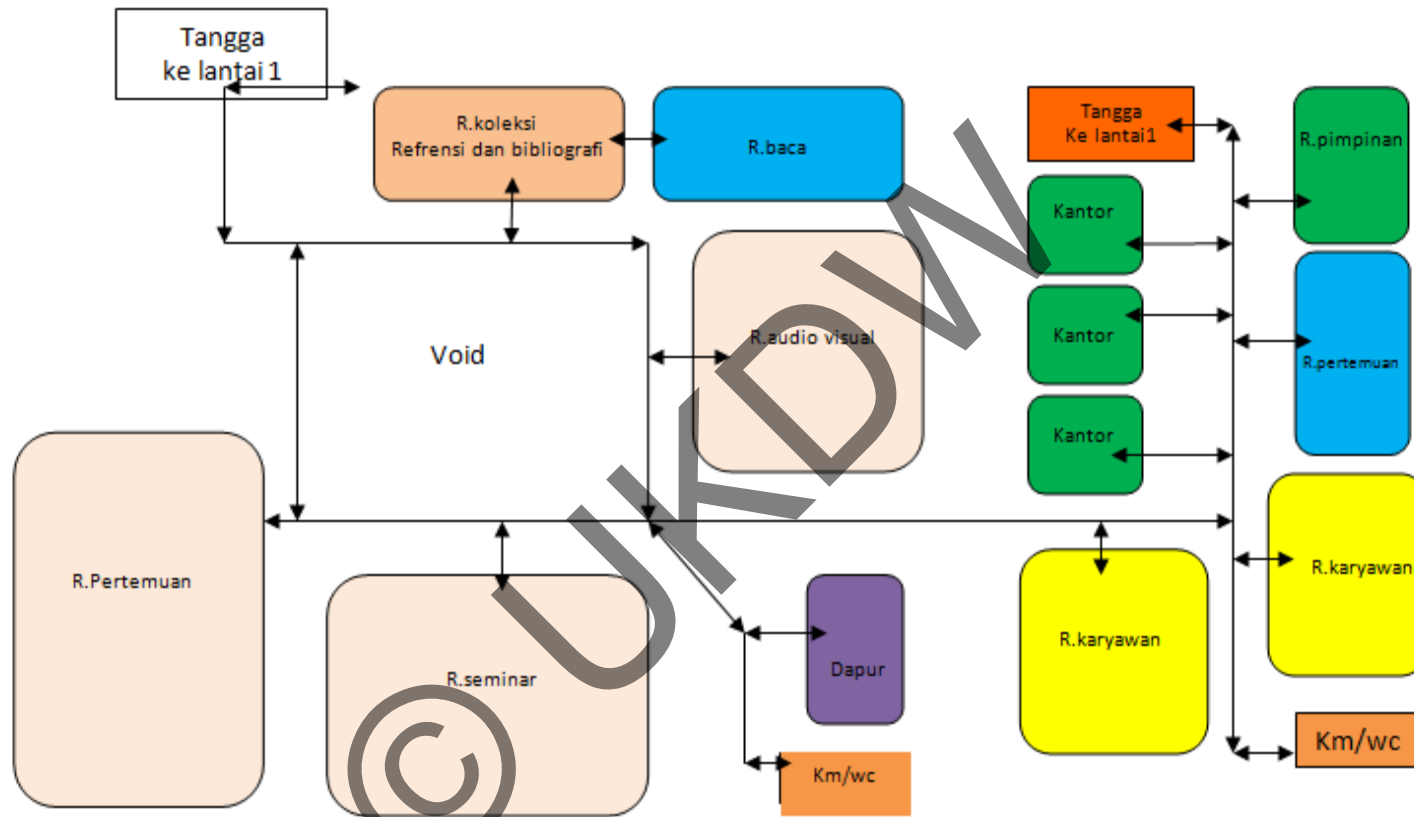 Tangga
ke lantai 1
R.koleksi
Refrensi dan bibliografi
R.baca
Tangga
Ke lantai1
R.pimpinan
Kantor
Void
R.audio visual
Kantor
R.pertemuan
Kantor
R.Pertemuan
R.seminar
Dapur
R.karyawan
R.karyawan
Km/wc
Km/wc
© UKDW